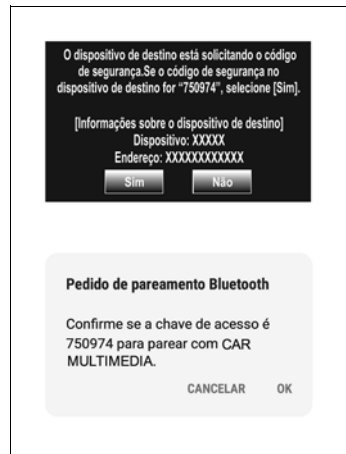 O dispositivo de destino está solicitando o código
de segurança.Se o código de segurança no
dispositivo de destino for “750974”, selecione [Sim].
[Informações sobre o dispositivo de destino]
Dispositivo: XXXXX
Endereço: XXXXXXXXXXXX
Sim Não
Pedido de pareamento Bluetooth
Confirme se a chave de acesso é
750974 para parear com CAR
MULTIMEDIA.
CANCELAR OK